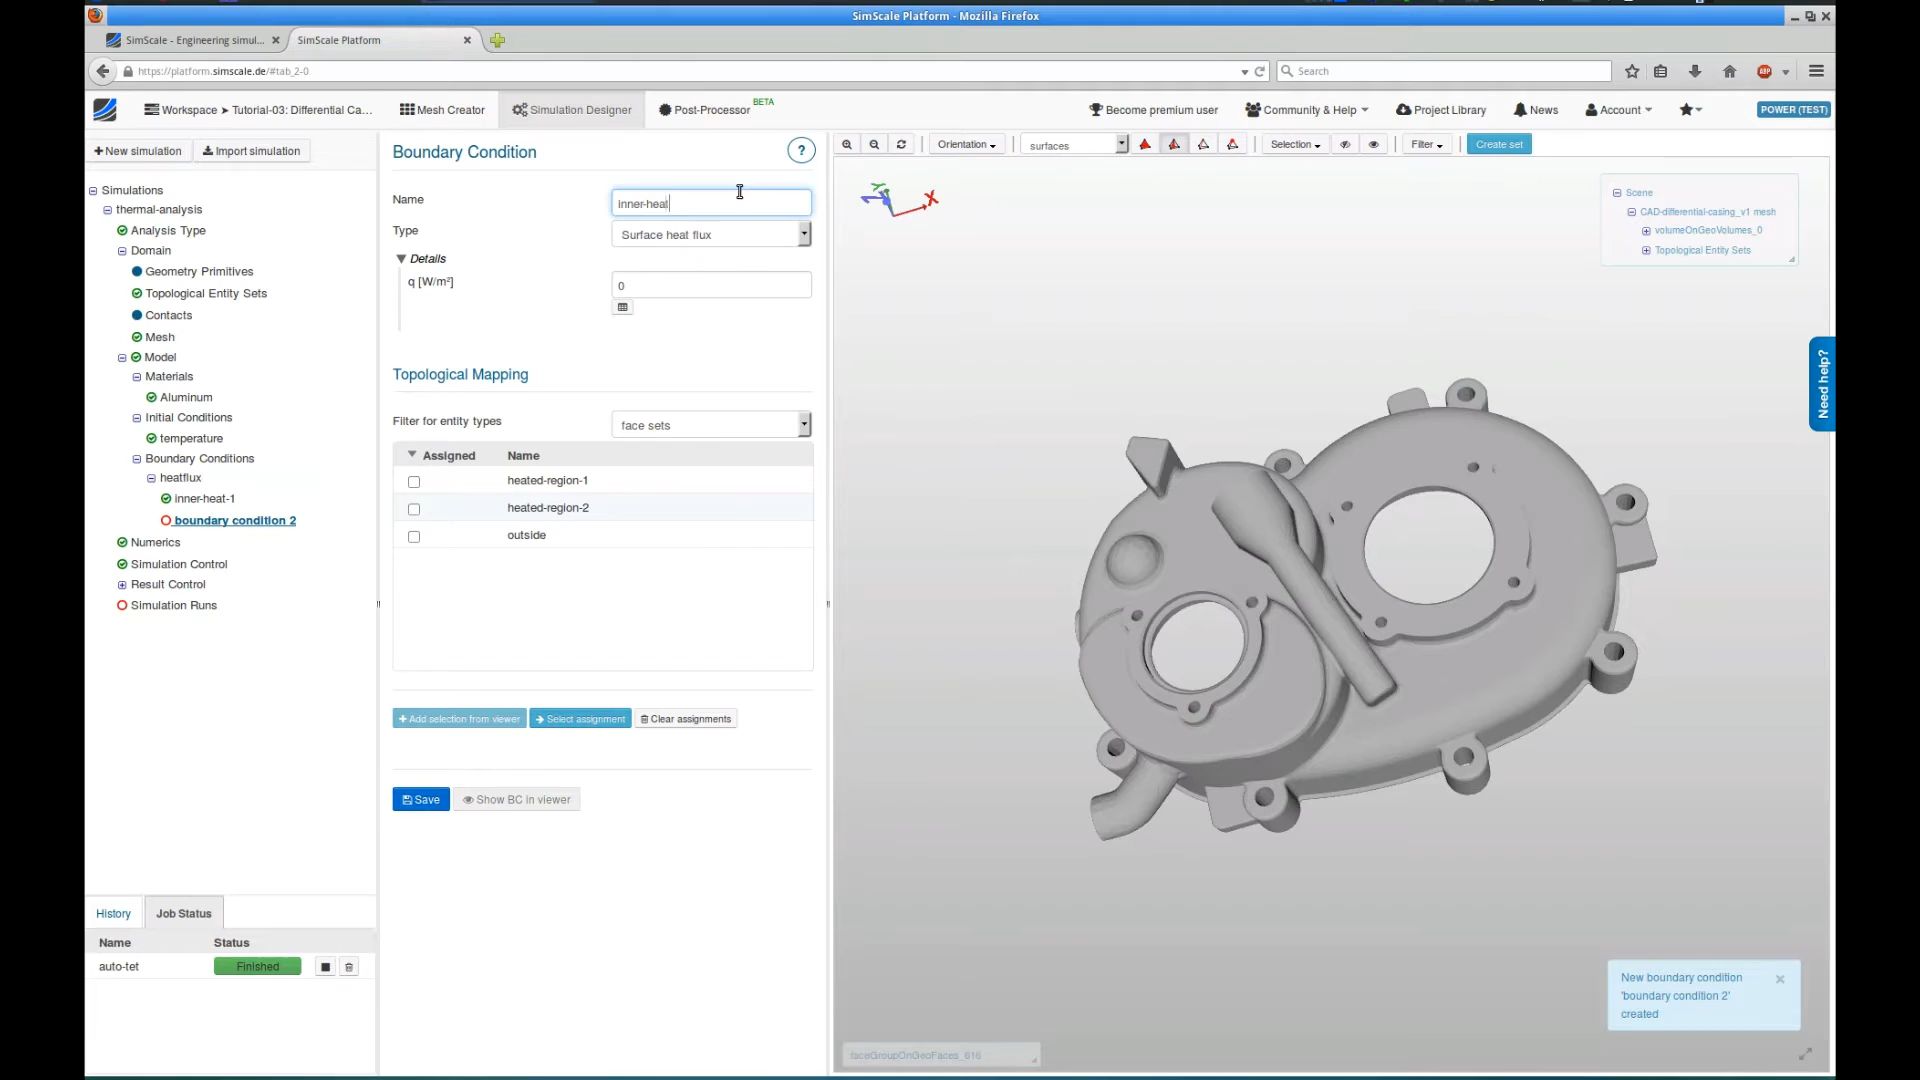 SimScale Platform - Mozilla Firefox
SimScale - Engineering simul...
SimScale Platform
https://platform.simscale.de/#tab_2-0
Search
ABP
Workspace ➤ Tutorial-03: Differential Ca...
Mesh Creator
Simulation Designer
Post-Processor
BETA
Become premium user
Community & Help
Project Library
News
Account
POWER (TEST)
+ New simulation
Import simulation
Simulations
thermal-analysis
Analysis Type
Domain
Geometry Primitives
Topological Entity Sets
Contacts
Mesh
Model
Materials
Aluminum
Initial Conditions
temperature
Boundary Conditions
heatflux
inner-heat-1
boundary condition 2
Numerics
Simulation Control
Result Control
Simulation Runs
History
Job Status
Name
Status
auto-tet
Finished
Boundary Condition
?
Name
inner-heat
Type
Surface heat flux
Details
q [W/m²]
0
Topological Mapping
Filter for entity types
face sets
Assigned
Name
heated-region-1
heated-region-2
outside
+ Add selection from viewer
Select assignment
Clear assignments
Save
Show BC in viewer
Orientation
surfaces
Selection
Filter
Create set
Y
X
Scene
CAD-differential-casing_v1 mesh
volumeOnGeoVolumes_0
Topological Entity Sets
Need help?
New boundary condition
'boundary condition 2'
created
faceGroupOnGeoFaces_616